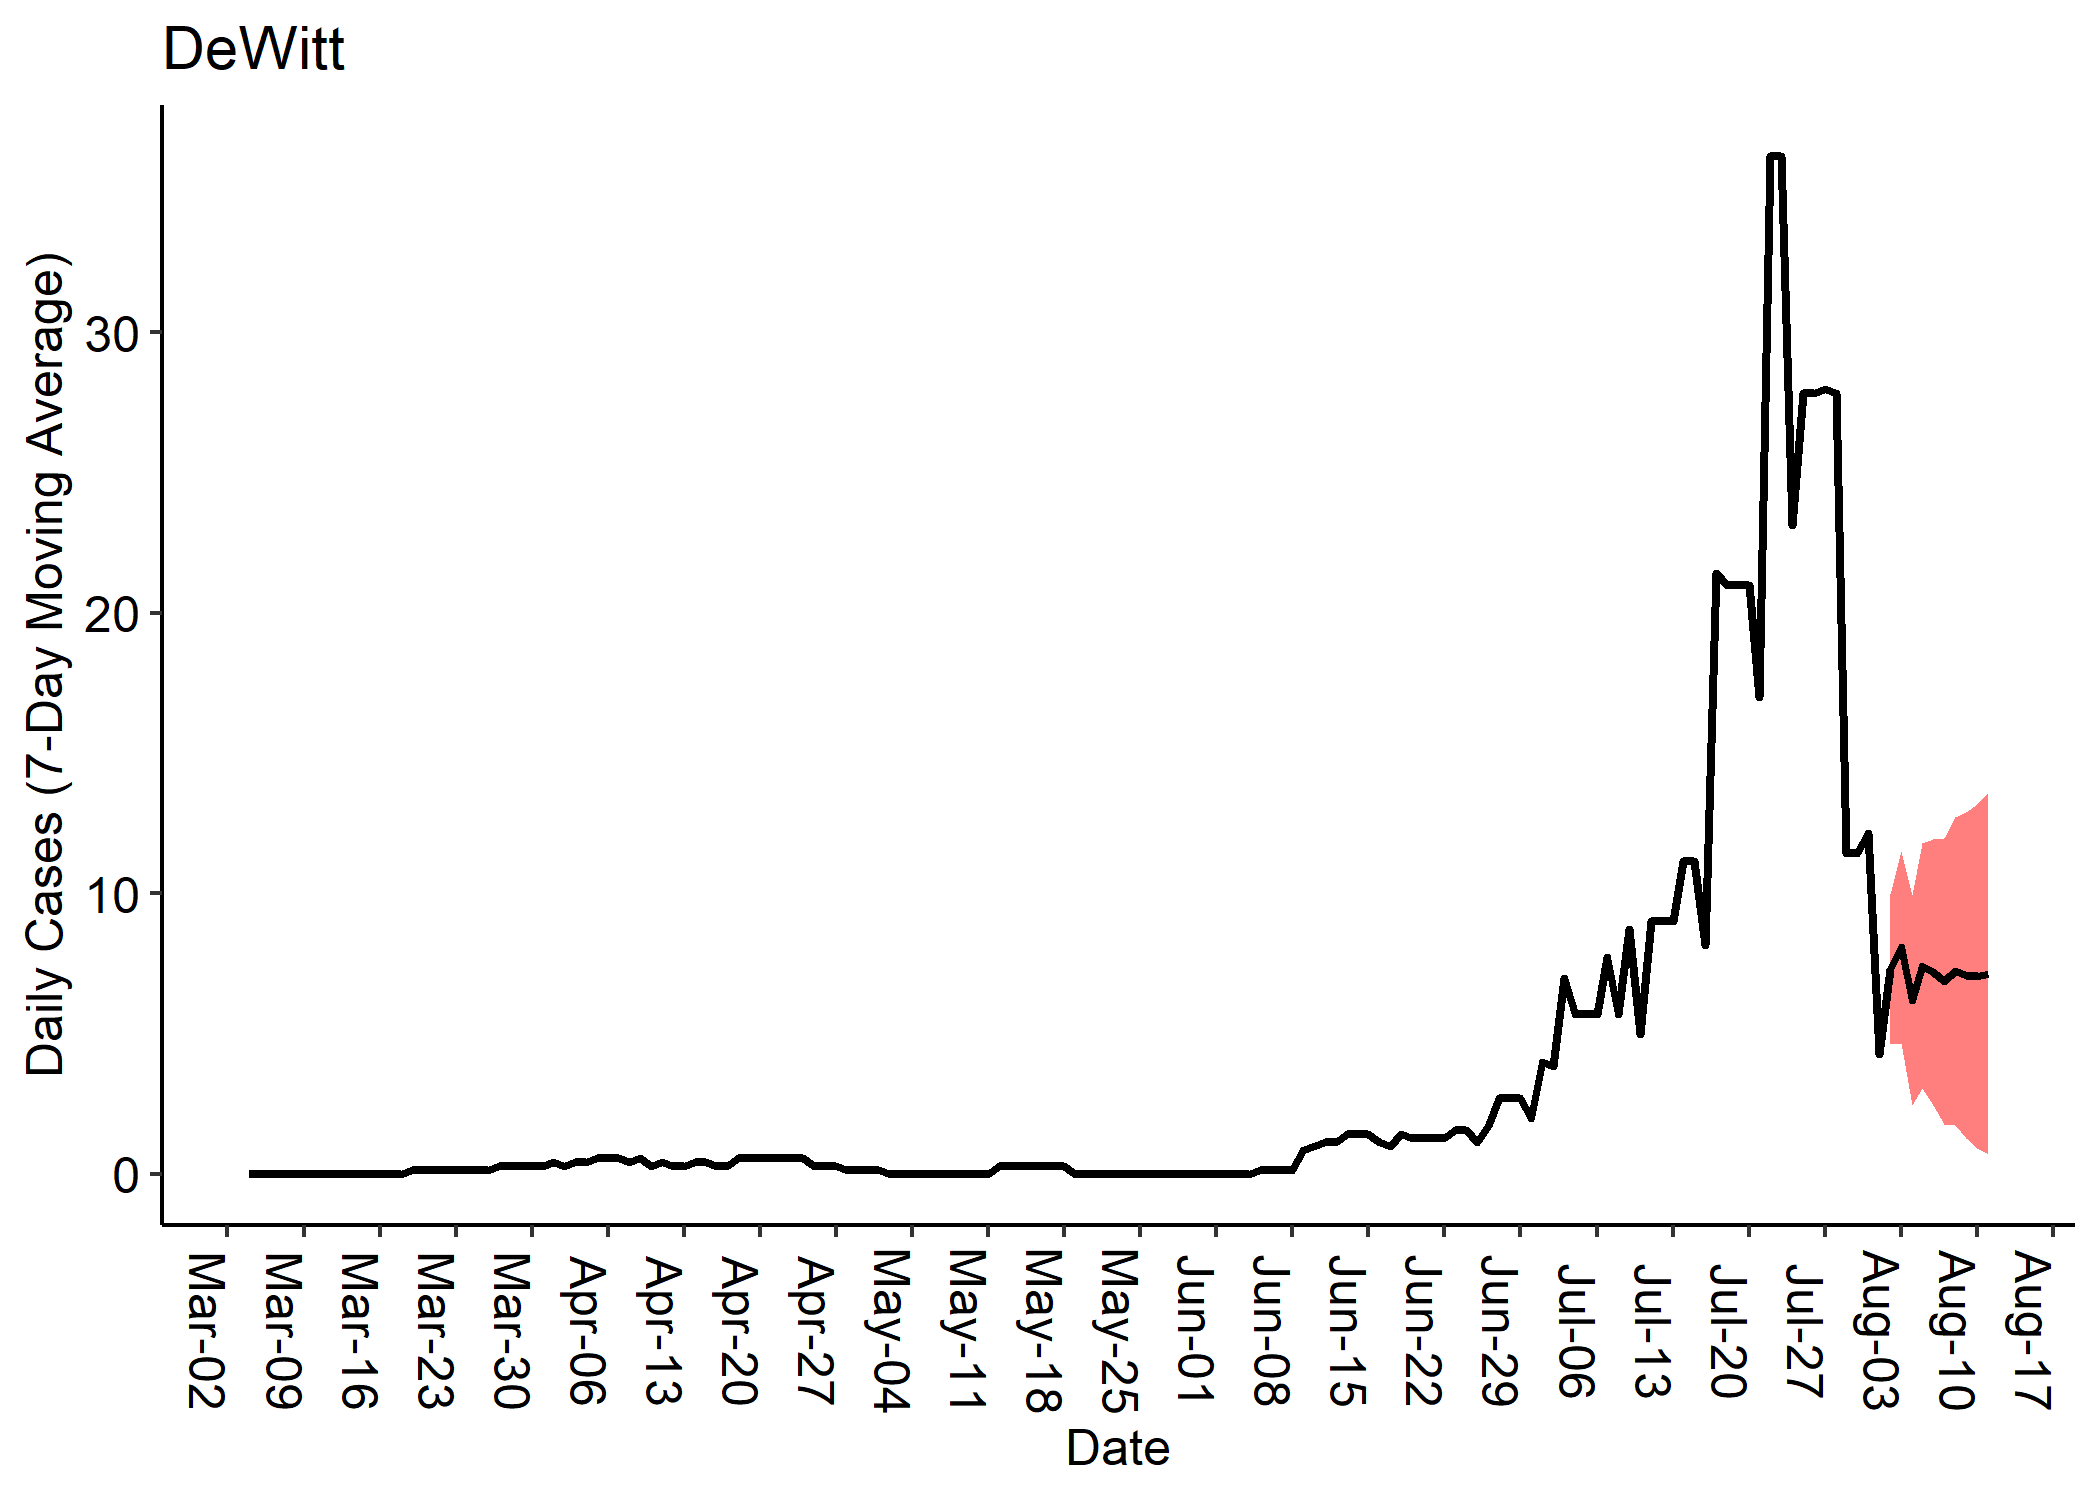 DeWitt
Daily Cases (7-Day Moving Average)
30
20
10
0
Mar-02
Mar-09
Mar-16
Mar-23
Mar-30
Apr-06
Apr-13
Apr-20
Apr-27
May-04
May-11
May-18
May-25
Jun-01
Jun-08
Jun-15
Jun-22
Jun-29
Jul-06
Jul-13
Jul-20
Jul-27
Aug-03
Aug-10
Aug-17
Date